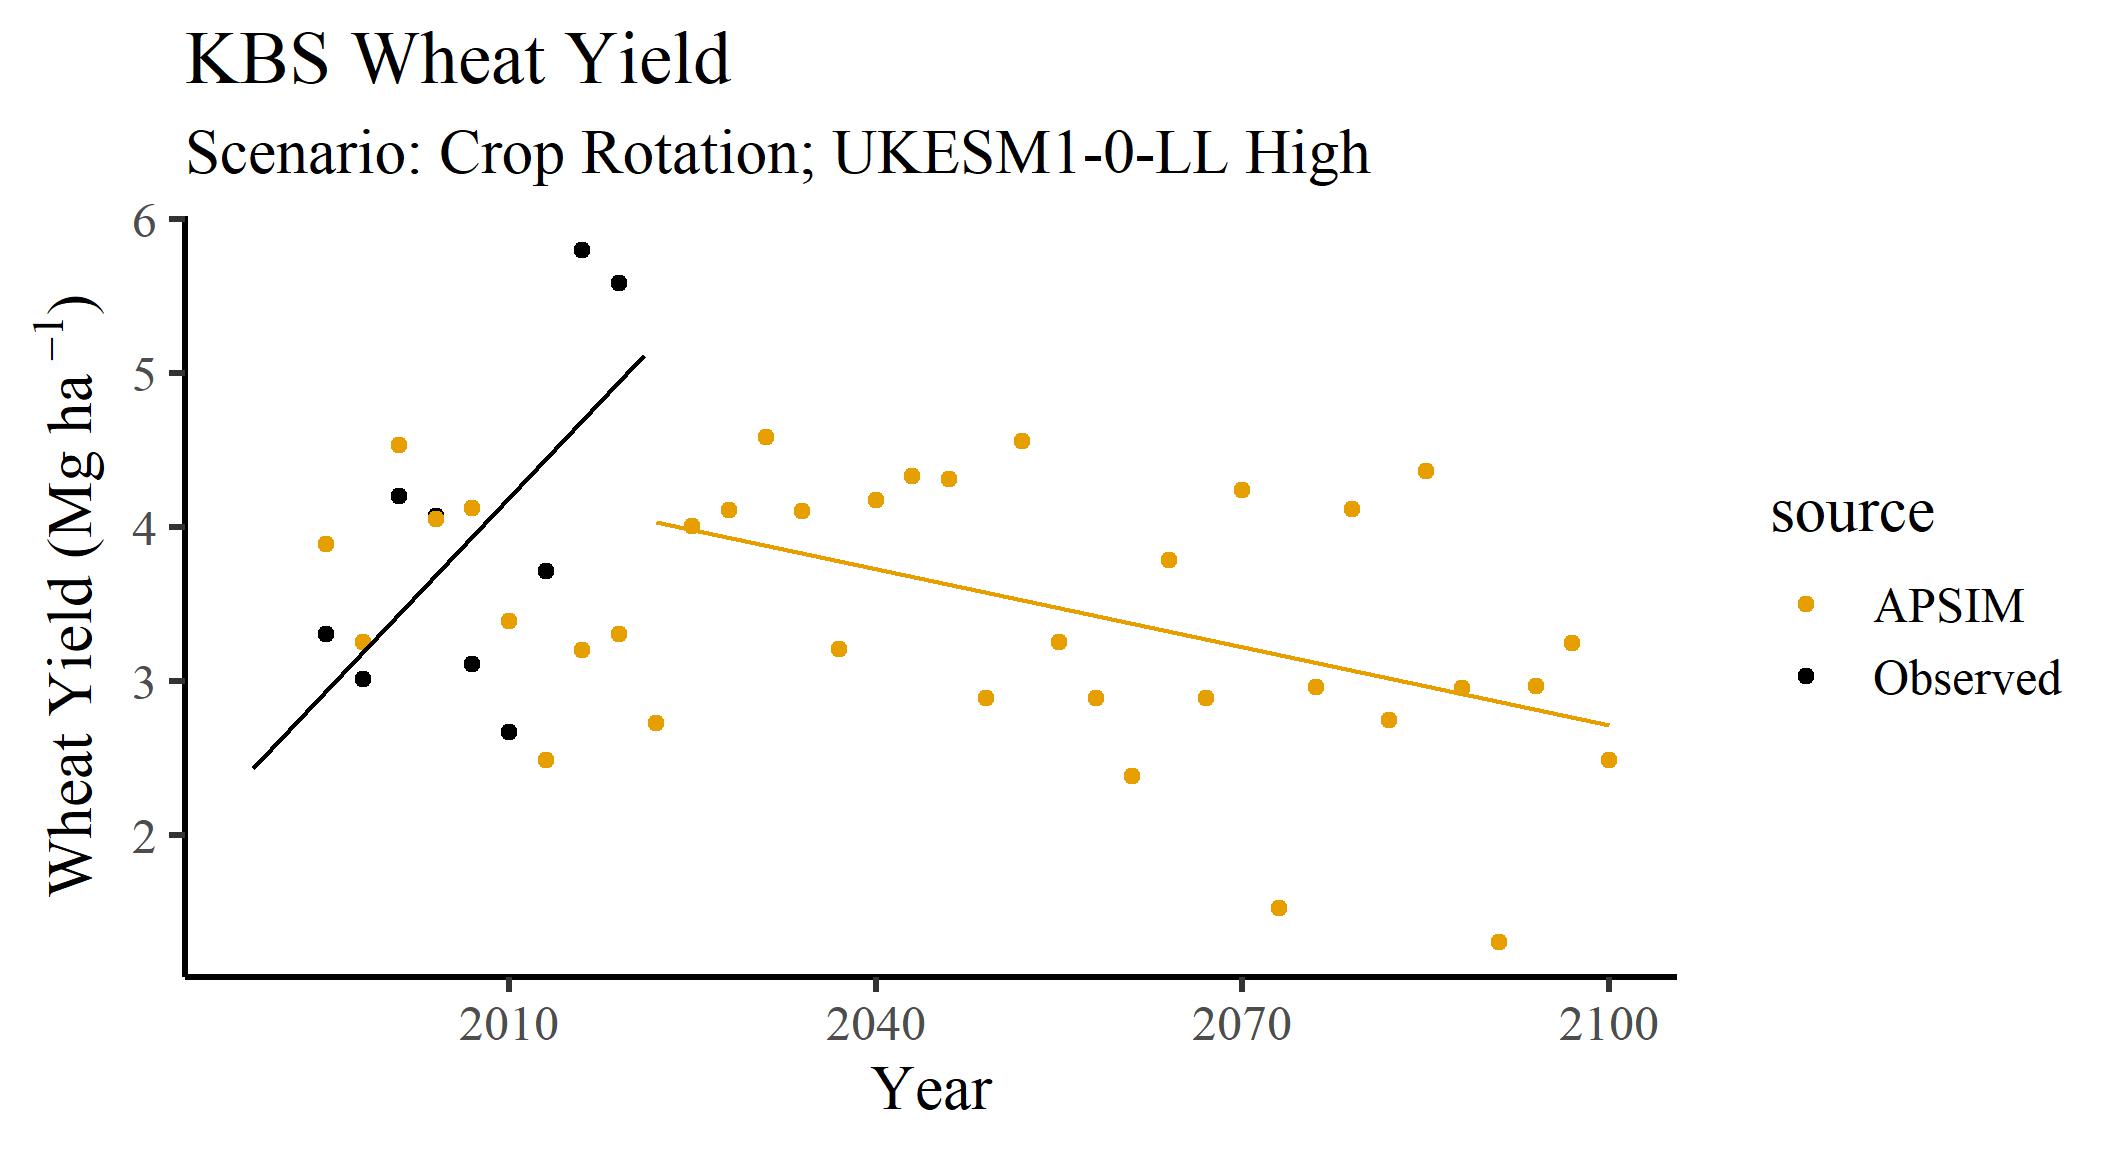 KBS Wheat Yield
Scenario: Crop Rotation; UKESM1-0-LL High
Wheat Yield (Mg ha⁻¹)
6
5
4
3
2
2010
2040
2070
2100
Year
source
APSIM
Observed